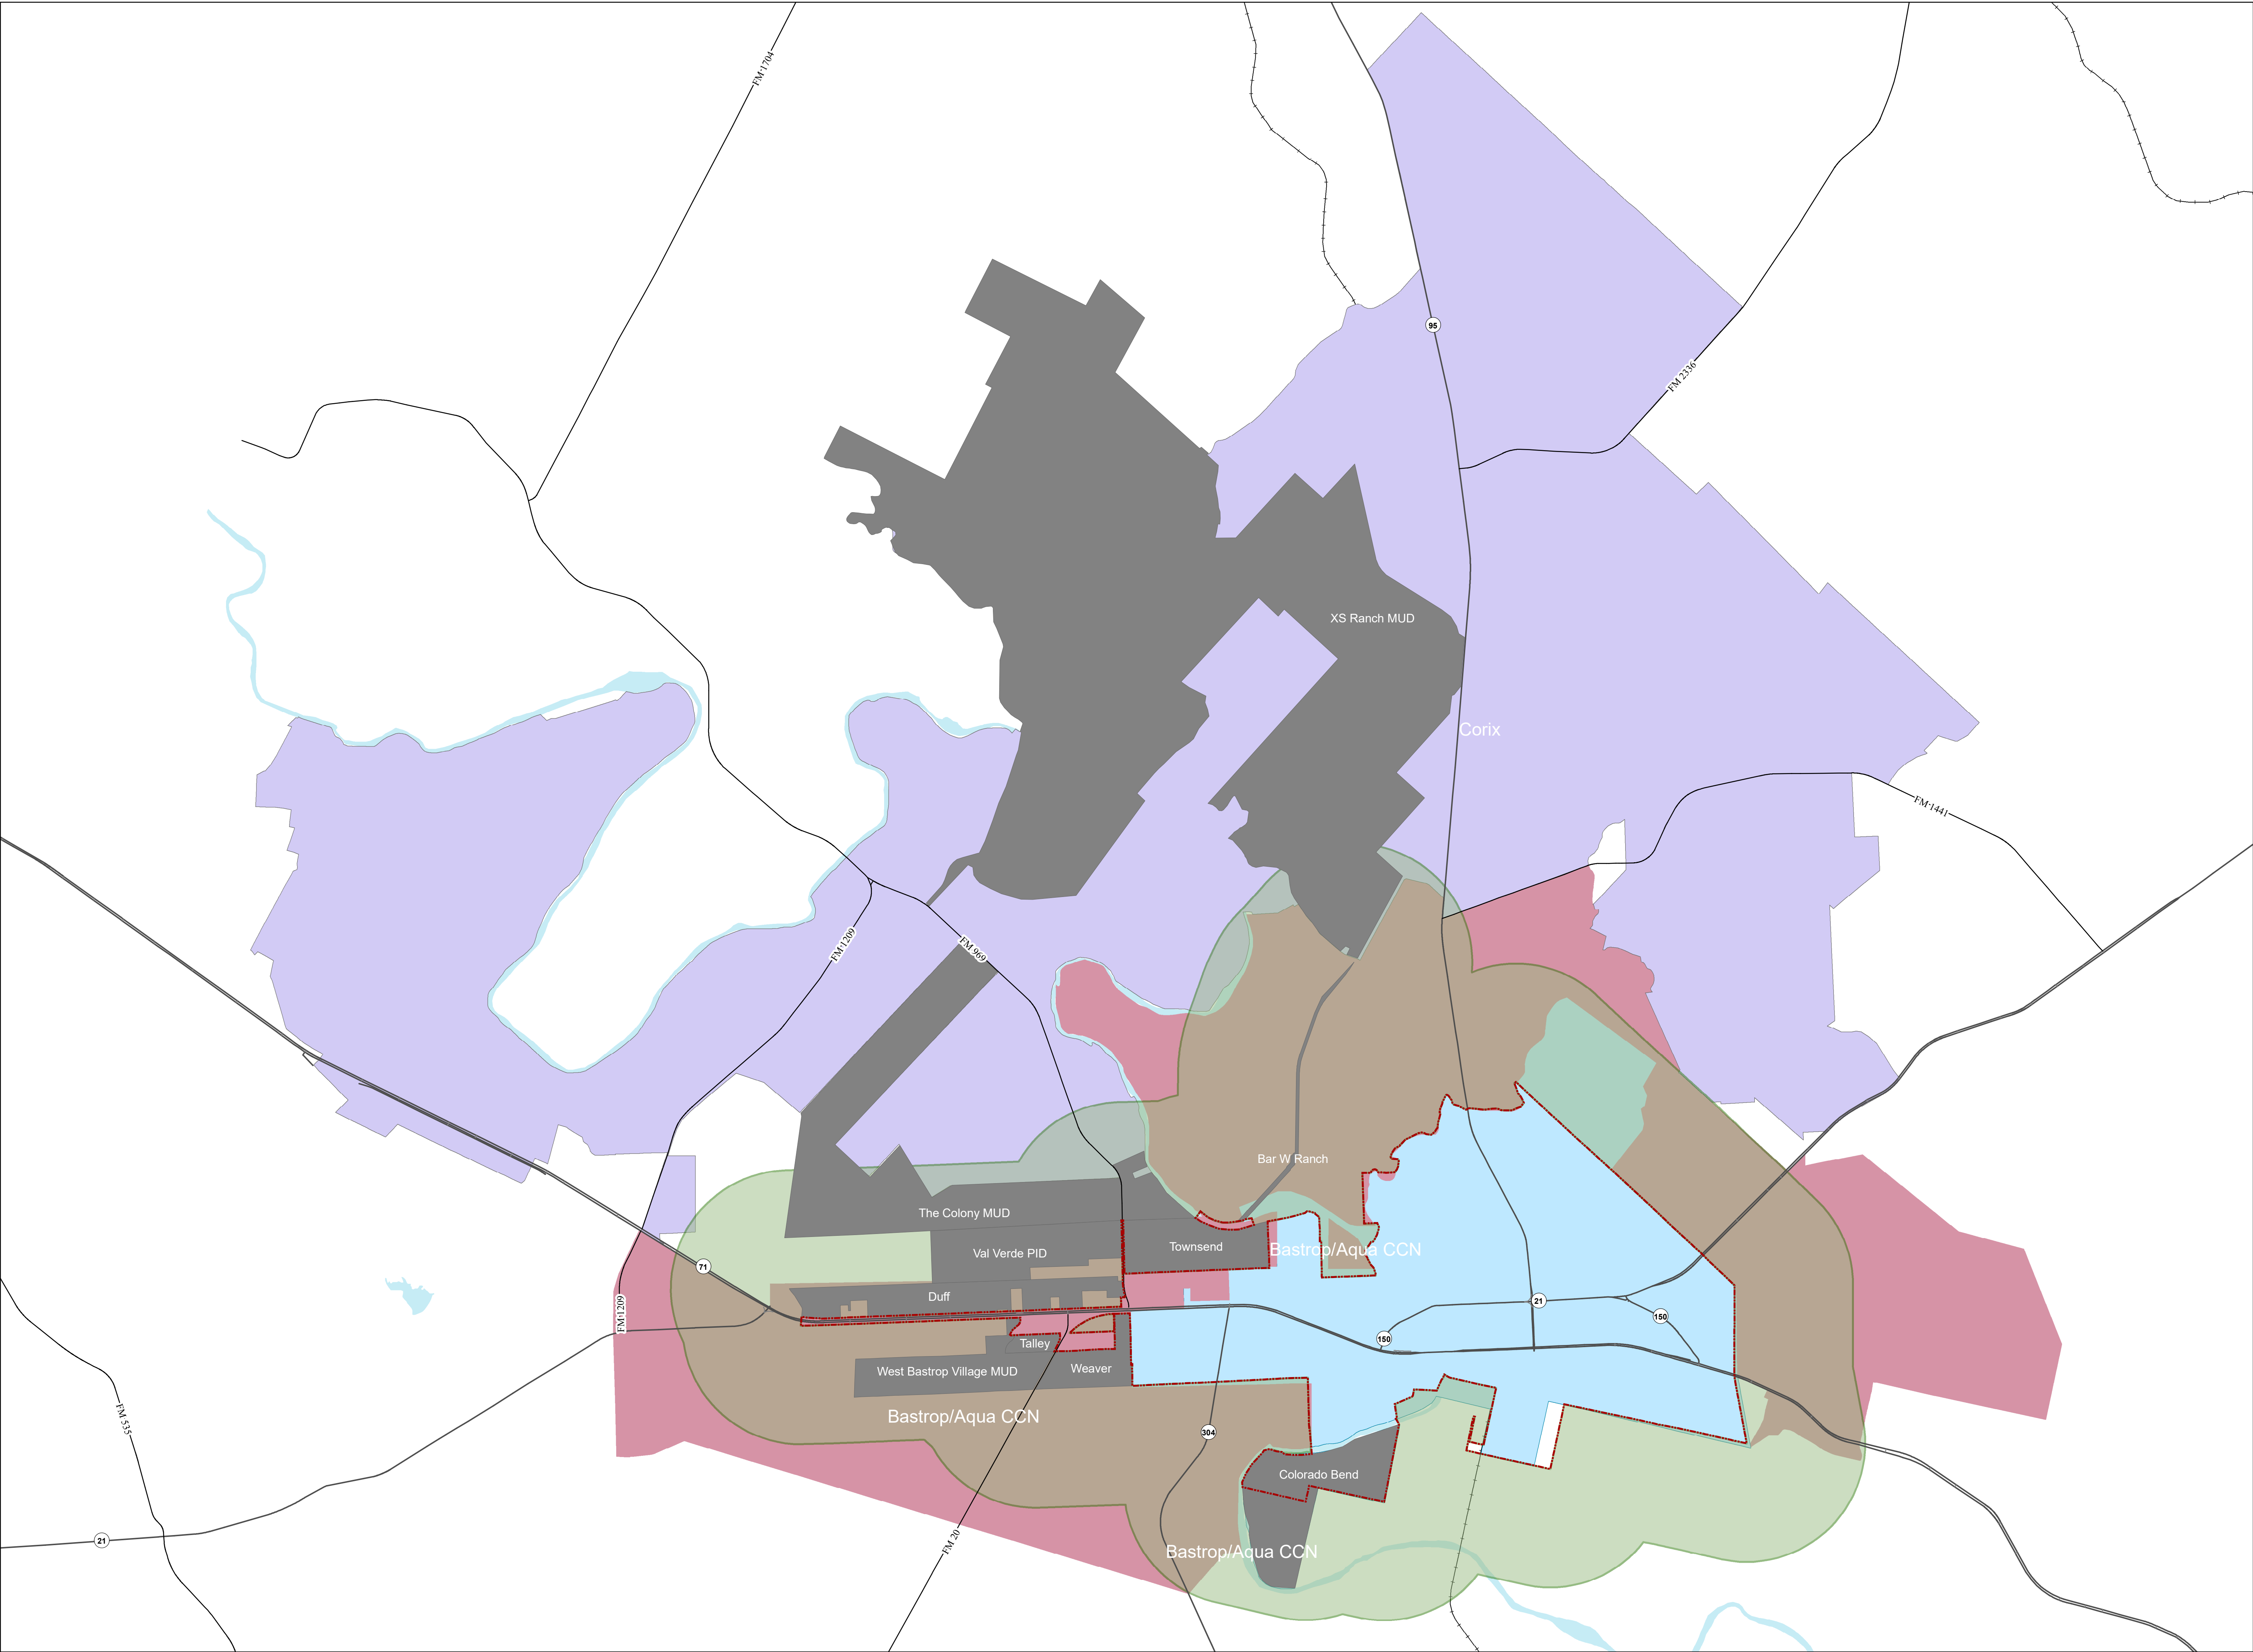 FM 1704
95
FM 2336
XS Ranch MUD
Corix
FM 1441
FM 1209
FM 969
Bar W Ranch
The Colony MUD
Val Verde PID
Townsend
Bastrop/Aqua CCN
71
Duff
FM 1209
21
150
150
Talley
West Bastrop Village MUD
Weaver
Bastrop/Aqua CCN
FM 535
304
Colorado Bend
21
FM 20
Bastrop/Aqua CCN